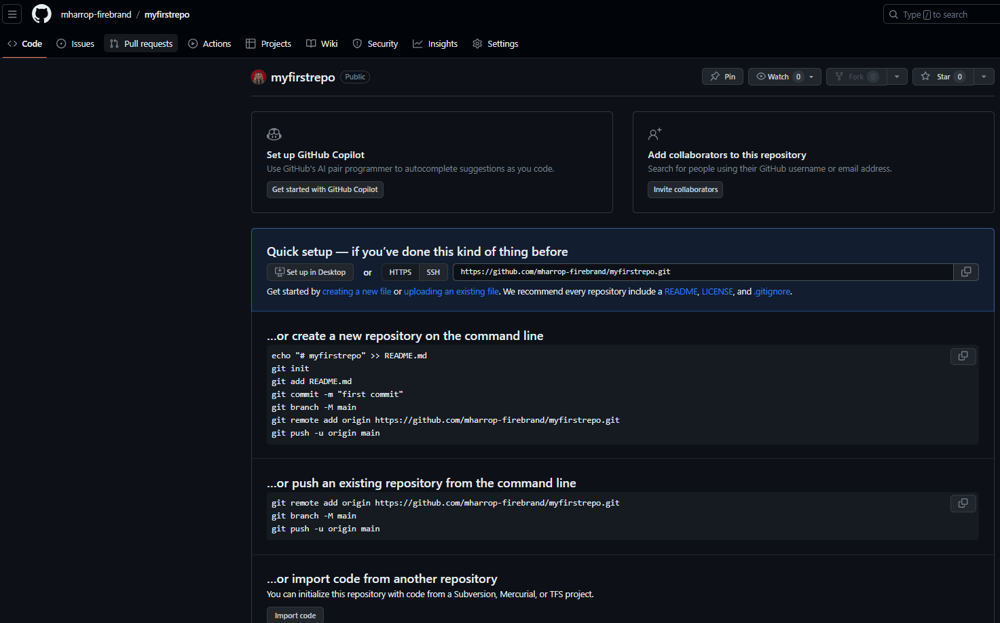 mharrop-firebrand / myfirstrepo
Type / to search
Code Issues Pull requests Actions Projects Wiki Security Insights Settings
myfirstrepo Public
Pin Watch 0 Fork 0 Star 0
Set up GitHub Copilot
Use GitHub's AI pair programmer to autocomplete suggestions as you code.
Get started with GitHub Copilot
Add collaborators to this repository
Search for people using their GitHub username or email address.
Invite collaborators
Quick setup — if you’ve done this kind of thing before
Set up in Desktop or HTTPS SSH https://github.com/mharrop-firebrand/myfirstrepo.git
Get started by creating a new file or uploading an existing file. We recommend every repository include a README, LICENSE, and .gitignore.
…or create a new repository on the command line
echo "# myfirstrepo" >> README.md
git init
git add README.md
git commit -m "first commit"
git branch -M main
git remote add origin https://github.com/mharrop-firebrand/myfirstrepo.git
git push -u origin main
…or push an existing repository from the command line
git remote add origin https://github.com/mharrop-firebrand/myfirstrepo.git
git branch -M main
git push -u origin main
…or import code from another repository
You can initialize this repository with code from a Subversion, Mercurial, or TFS project.
Import code